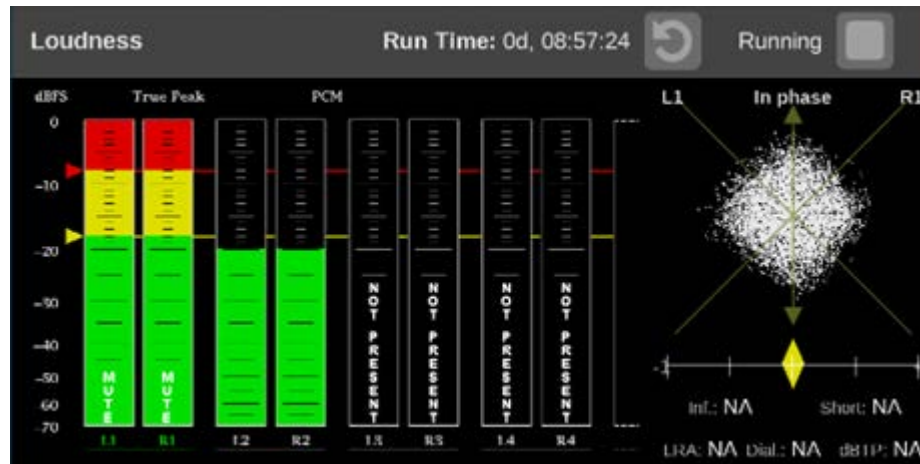 Loudness Run Time: 0d, 08:57:24 Running
dBFS True Peak PCM
L1 In phase R1
0
-10
-20
-30
-40
-50
-60
-70
MUTE MUTE NOT PRESENT NOT PRESENT NOT PRESENT NOT PRESENT
L1 R1 L2 R2 L3 R3 L4 R4
-1
Inf.: NA Short: NA
LRA: NA Dial.: NA dBTP: NA